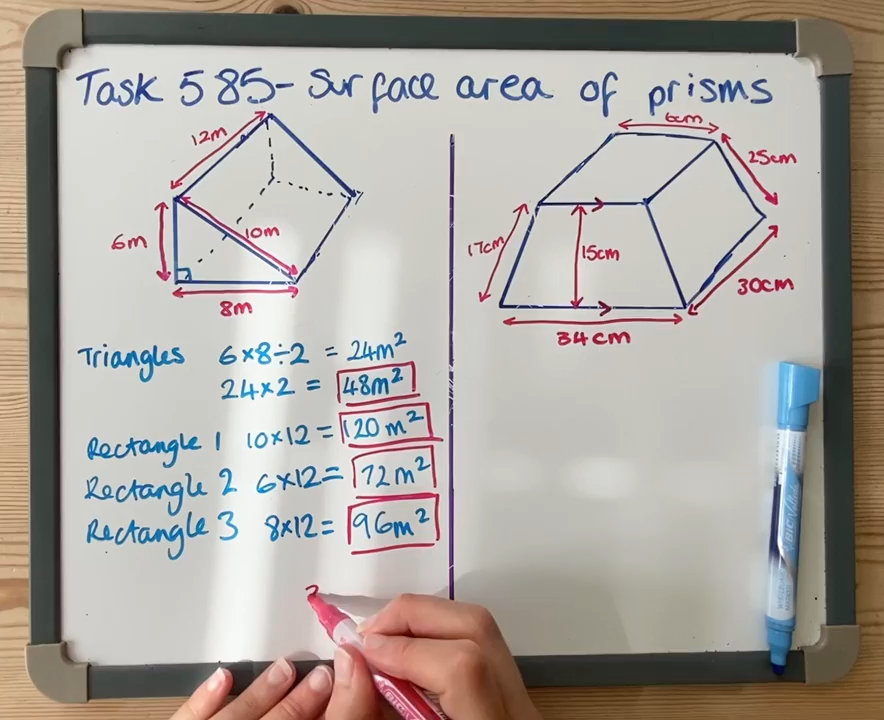 Task 585 - Surface area of prisms
12m
6m
10m
8m
6cm
25cm
17cm
15cm
30cm
34cm
Triangles 6×8÷2 = 24m²
24×2 = 48m²
Rectangle 1 10×12 = 120m²
Rectangle 2 6×12 = 72m²
Rectangle 3 8×12 = 96m²
BIC Velleda